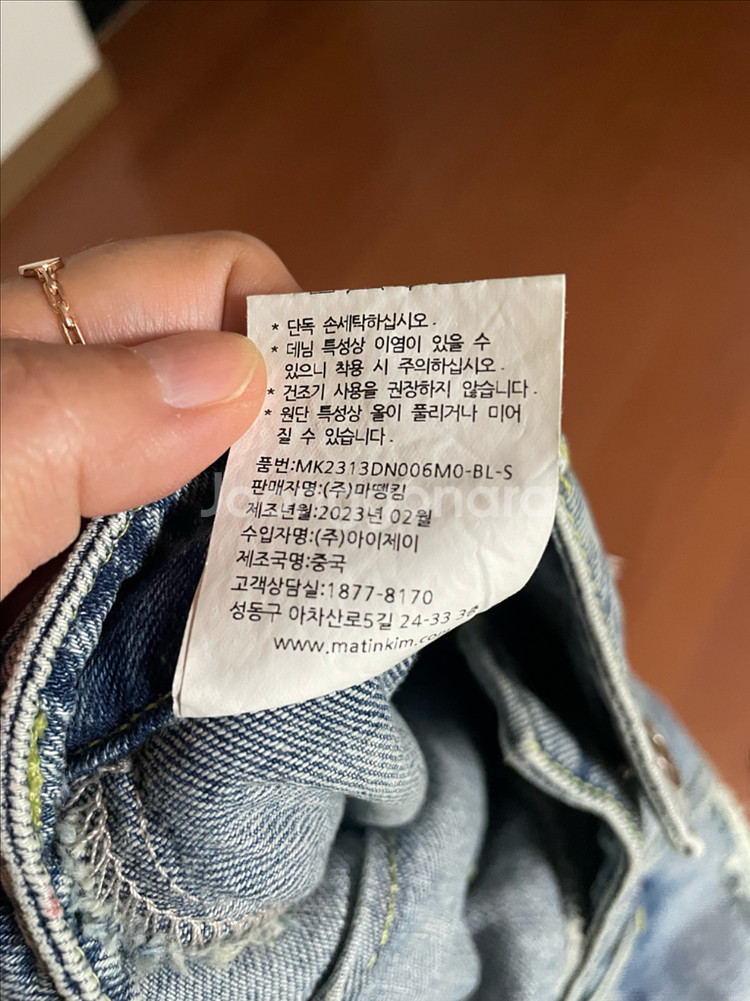 * 단독 손세탁하십시오.
* 데님 특성상 이염이 있을 수
있으니 착용 시 주의하십시오.
* 건조기 사용을 권장하지 않습니다.
* 원단 특성상 올이 풀리거나 미어
질 수 있습니다.
품번:MK2313DN006M0-BL-S
판매자명:(주)마뗑킴
제조년월:2023년 02월
수입자명:(주)아이제이
제조국명:중국
고객상담실:1877-8170
성동구 아차산로5길 24-33 3층
www.matinkim.co